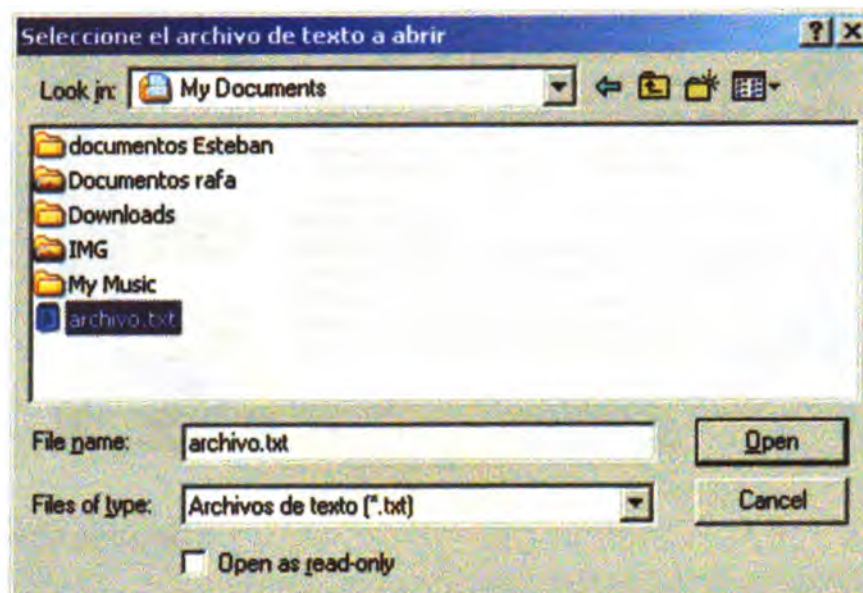 Seleccione el archivo de texto a abrir
Look in: My Documents
documentos Esteban
Documentos rafa
Downloads
IMG
My Music
archivo.txt
File name: archivo.txt Open
Files of type: Archivos de texto (*.txt) Cancel
Open as read-only